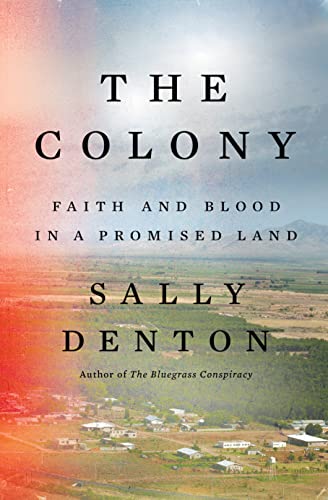 THE
COLONY
FAITH AND BLOOD
IN A PROMISED LAND
SALLY
DENTON
Author of The Bluegrass Conspiracy